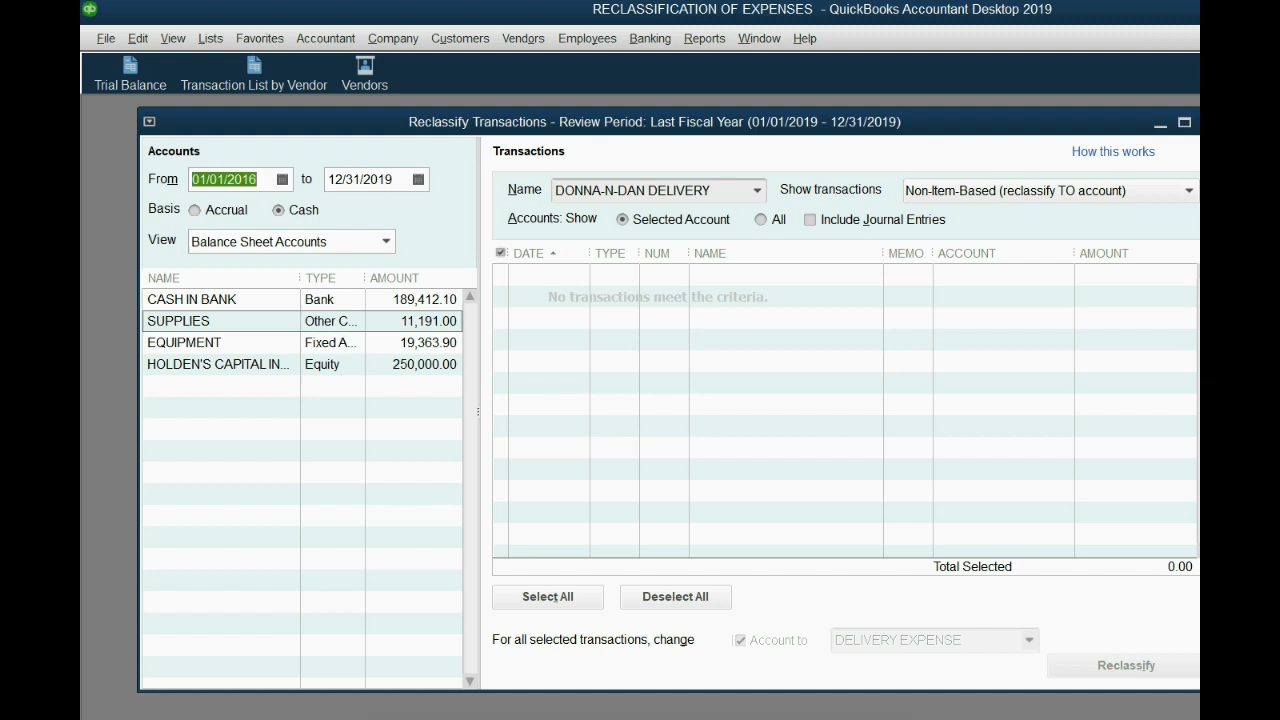 RECLASSIFICATION OF EXPENSES - QuickBooks Accountant Desktop 2019
File Edit View Lists Favorites Accountant Company Customers Vendors Employees Banking Reports Window Help
Trial Balance Transaction List by Vendor Vendors
Reclassify Transactions - Review Period: Last Fiscal Year (01/01/2019 - 12/31/2019)
Accounts
From 01/01/2016 to 12/31/2019
Basis Accrual Cash
View Balance Sheet Accounts
NAME TYPE AMOUNT
CASH IN BANK Bank 189,412.10
SUPPLIES Other C... 11,191.00
EQUIPMENT Fixed A... 19,363.90
HOLDEN'S CAPITAL IN... Equity 250,000.00
Transactions How this works
Name DONNA-N-DAN DELIVERY Show transactions Non-Item-Based (reclassify TO account)
Accounts: Show Selected Account All Include Journal Entries
DATE TYPE NUM NAME MEMO ACCOUNT AMOUNT
No transactions meet the criteria.
Total Selected 0.00
Select All Deselect All
For all selected transactions, change Account to DELIVERY EXPENSE
Reclassify